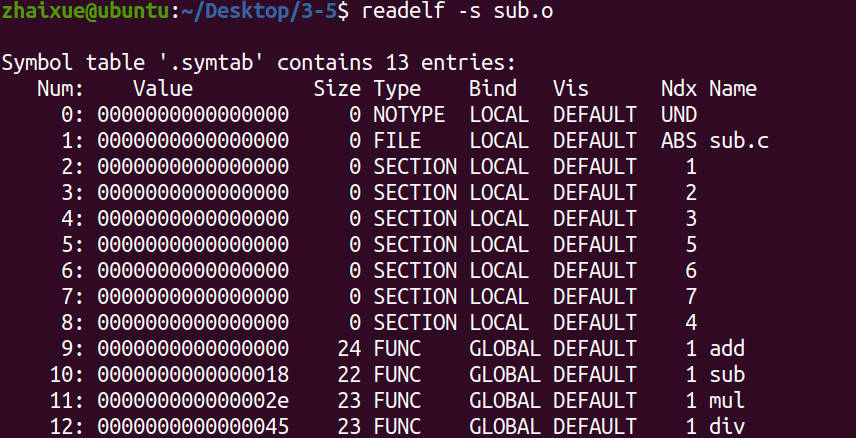 zhaixue@ubuntu:~/Desktop/3-5$ readelf -s sub.o
Symbol table '.symtab' contains 13 entries:
Num: Value Size Type Bind Vis Ndx Name
0: 0000000000000000 0 NOTYPE LOCAL DEFAULT UND
1: 0000000000000000 0 FILE LOCAL DEFAULT ABS sub.c
2: 0000000000000000 0 SECTION LOCAL DEFAULT 1
3: 0000000000000000 0 SECTION LOCAL DEFAULT 2
4: 0000000000000000 0 SECTION LOCAL DEFAULT 3
5: 0000000000000000 0 SECTION LOCAL DEFAULT 5
6: 0000000000000000 0 SECTION LOCAL DEFAULT 6
7: 0000000000000000 0 SECTION LOCAL DEFAULT 7
8: 0000000000000000 0 SECTION LOCAL DEFAULT 4
9: 0000000000000000 24 FUNC GLOBAL DEFAULT 1 add
10: 0000000000000018 22 FUNC GLOBAL DEFAULT 1 sub
11: 000000000000002e 23 FUNC GLOBAL DEFAULT 1 mul
12: 0000000000000045 23 FUNC GLOBAL DEFAULT 1 div